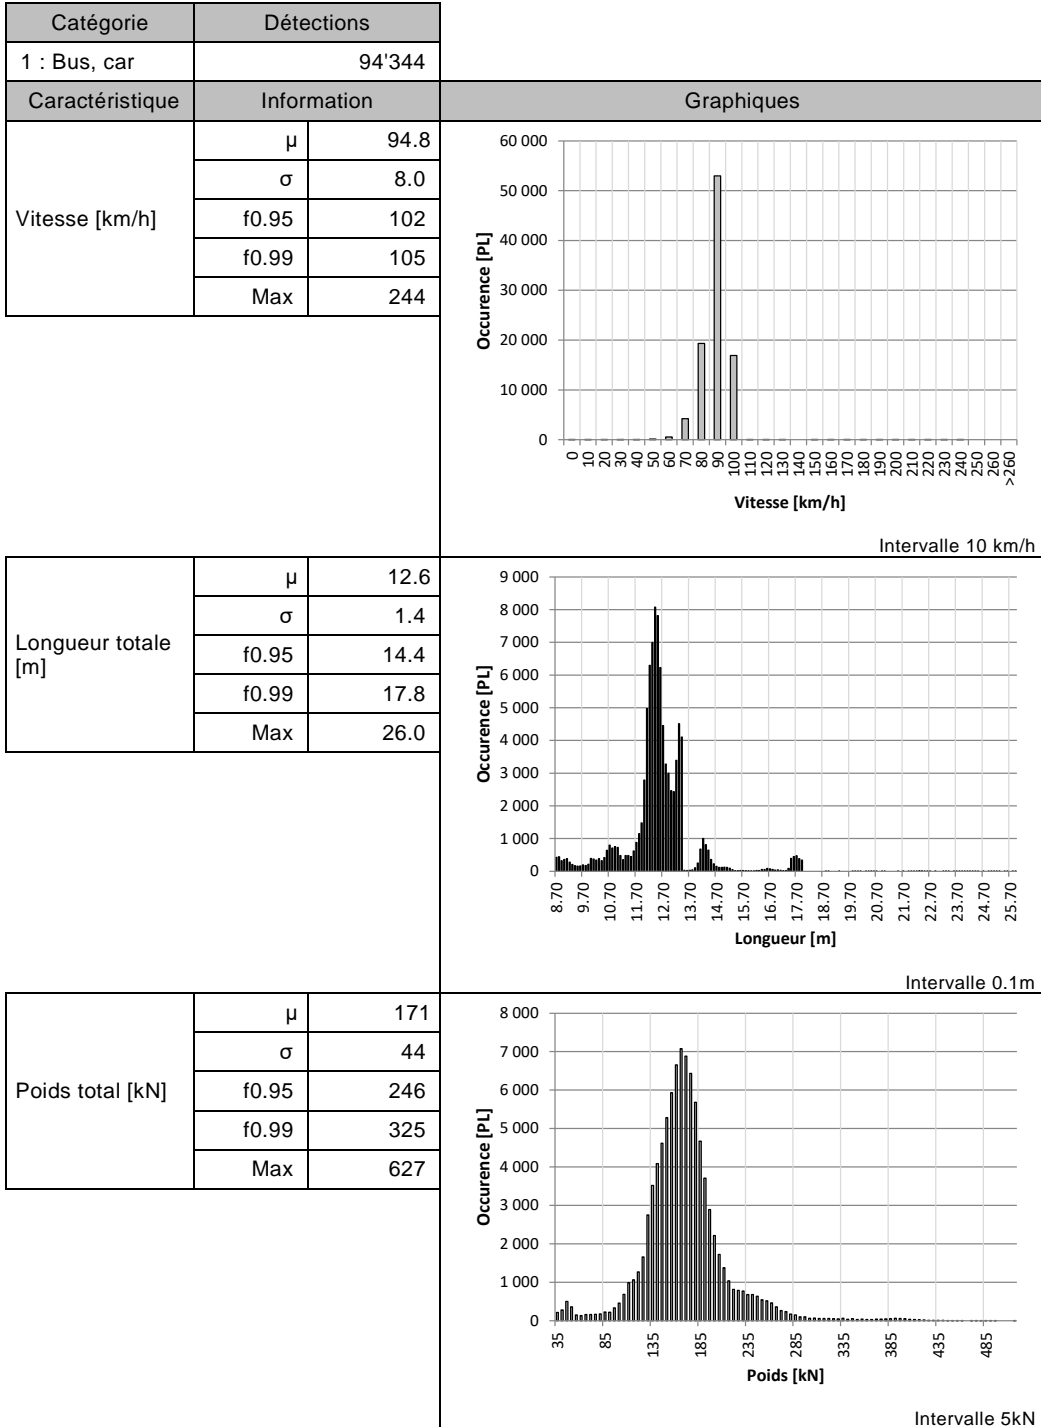 Catégorie Détections
1 : Bus, car 94'344
Caractéristique Information Graphiques
Vitesse [km/h]
µ 94.8
σ 8.0
f0.95 102
f0.99 105
Max 244
60 000
50 000
40 000
30 000
20 000
10 000
0
Occurence [PL]
0 10 20 30 40 50 60 70 80 90 100 110 120 130 140 150 160 170 180 190 200 210 220 230 240 250 260 >260
Vitesse [km/h]
Intervalle 10 km/h
Longueur totale
[m]
µ 12.6
σ 1.4
f0.95 14.4
f0.99 17.8
Max 26.0
9 000
8 000
7 000
6 000
5 000
4 000
3 000
2 000
1 000
0
Occurence [PL]
8.70 9.70 10.70 11.70 12.70 13.70 14.70 15.70 16.70 17.70 18.70 19.70 20.70 21.70 22.70 23.70 24.70 25.70
Longueur [m]
Intervalle 0.1m
Poids total [kN]
µ 171
σ 44
f0.95 246
f0.99 325
Max 627
8 000
7 000
6 000
5 000
4 000
3 000
2 000
1 000
0
Occurence [PL]
35 85 135 185 235 285 335 385 435 485
Poids [kN]
Intervalle 5kN